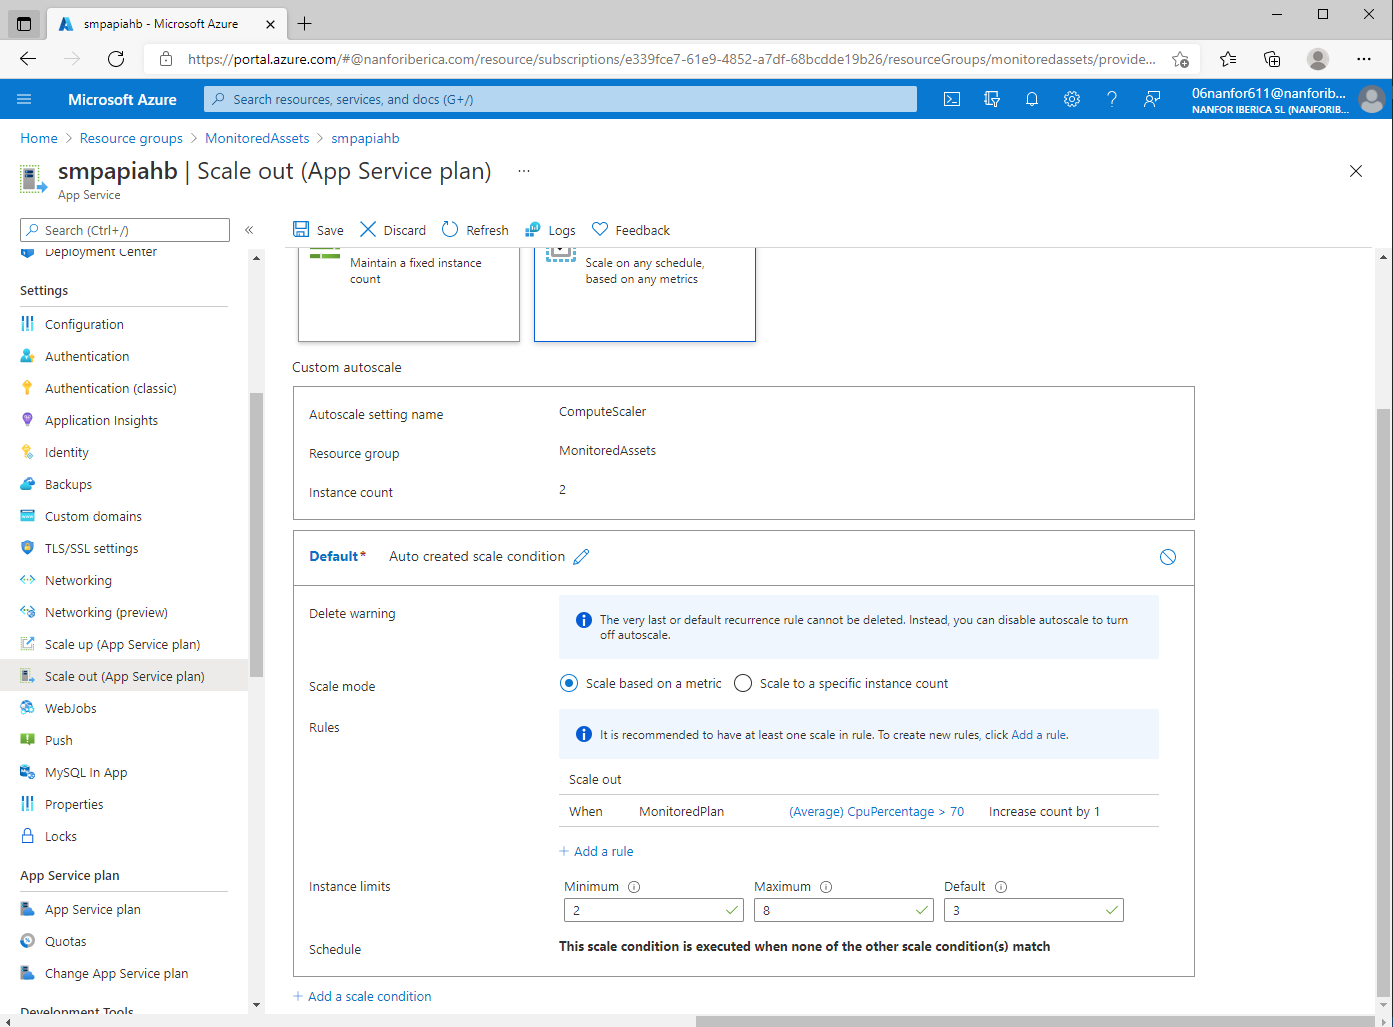 smpapiahb - Microsoft Azure
https://portal.azure.com/#@nanforiberica.com/resource/subscriptions/e339fce7-61e9-4852-a7df-68bcdde19b26/resourceGroups/monitoredassets/provide...
Microsoft Azure
Search resources, services, and docs (G+/)
06nanfor611@nanforib...
NANFOR IBERICA SL (NANFORIB...
Home > Resource groups > MonitoredAssets > smpapiahb
smpapiahb | Scale out (App Service plan) ...
App Service
Search (Ctrl+/)
«
Save
Discard
Refresh
Logs
Feedback
Deployment Center
Settings
Configuration
Authentication
Authentication (classic)
Application Insights
Identity
Backups
Custom domains
TLS/SSL settings
Networking
Networking (preview)
Scale up (App Service plan)
Scale out (App Service plan)
WebJobs
Push
MySQL In App
Properties
Locks
App Service plan
App Service plan
Quotas
Change App Service plan
Development Tools
Maintain a fixed instance
count
Scale on any schedule,
based on any metrics
Custom autoscale
Autoscale setting name
ComputeScaler
Resource group
MonitoredAssets
Instance count
2
Default* Auto created scale condition
Delete warning
The very last or default recurrence rule cannot be deleted. Instead, you can disable autoscale to turn
off autoscale.
Scale mode
Scale based on a metric
Scale to a specific instance count
Rules
It is recommended to have at least one scale in rule. To create new rules, click Add a rule.
Scale out
When MonitoredPlan (Average) CpuPercentage > 70 Increase count by 1
+ Add a rule
Instance limits
Minimum
Maximum
Default
2
8
3
Schedule
This scale condition is executed when none of the other scale condition(s) match
+ Add a scale condition